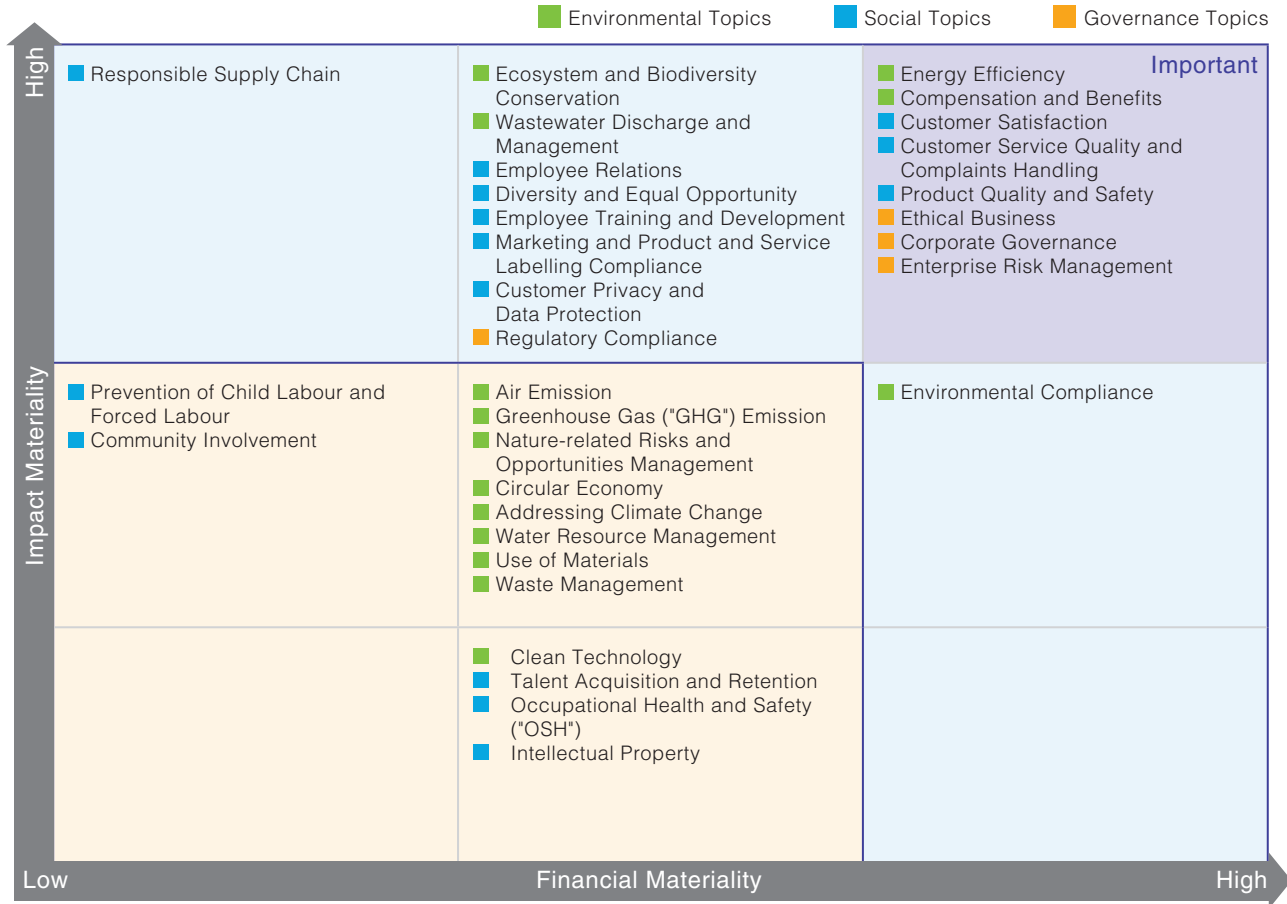 Environmental Topics
Social Topics
Governance Topics
High
Impact Materiality
Responsible Supply Chain
Ecosystem and Biodiversity
Conservation
Wastewater Discharge and
Management
Employee Relations
Diversity and Equal Opportunity
Employee Training and Development
Marketing and Product and Service
Labelling Compliance
Customer Privacy and
Data Protection
Regulatory Compliance
Important
Energy Efficiency
Compensation and Benefits
Customer Satisfaction
Customer Service Quality and
Complaints Handling
Product Quality and Safety
Ethical Business
Corporate Governance
Enterprise Risk Management
Prevention of Child Labour and
Forced Labour
Community Involvement
Air Emission
Greenhouse Gas ("GHG") Emission
Nature-related Risks and
Opportunities Management
Circular Economy
Addressing Climate Change
Water Resource Management
Use of Materials
Waste Management
Environmental Compliance
Clean Technology
Talent Acquisition and Retention
Occupational Health and Safety
("OSH")
Intellectual Property
Low
Financial Materiality
High